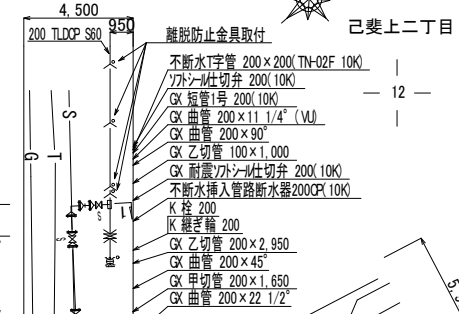 4,500
950
200 TLDCP S60
離脱防止金具取付
己斐上二丁目
不断水T字管 200×200(TN-02F 10K)
ソフトシール仕切弁 200(10K)
GX 短管1号 200(10K)
GX 曲管 200×11 1/4°(VU)
GX 曲管 200×90°
GX 乙切管 100×1,000
GX 耐震ソフトシール仕切弁 200(10K)
不断水挿入管路断水器200CP(10K)
K 栓 200
K 継ぎ輪 200
GX 乙切管 200×2,950
GX 曲管 200×45°
GX 甲切管 200×1,650
GX 曲管 200×22 1/2°
12
S
T
G
S
S
11